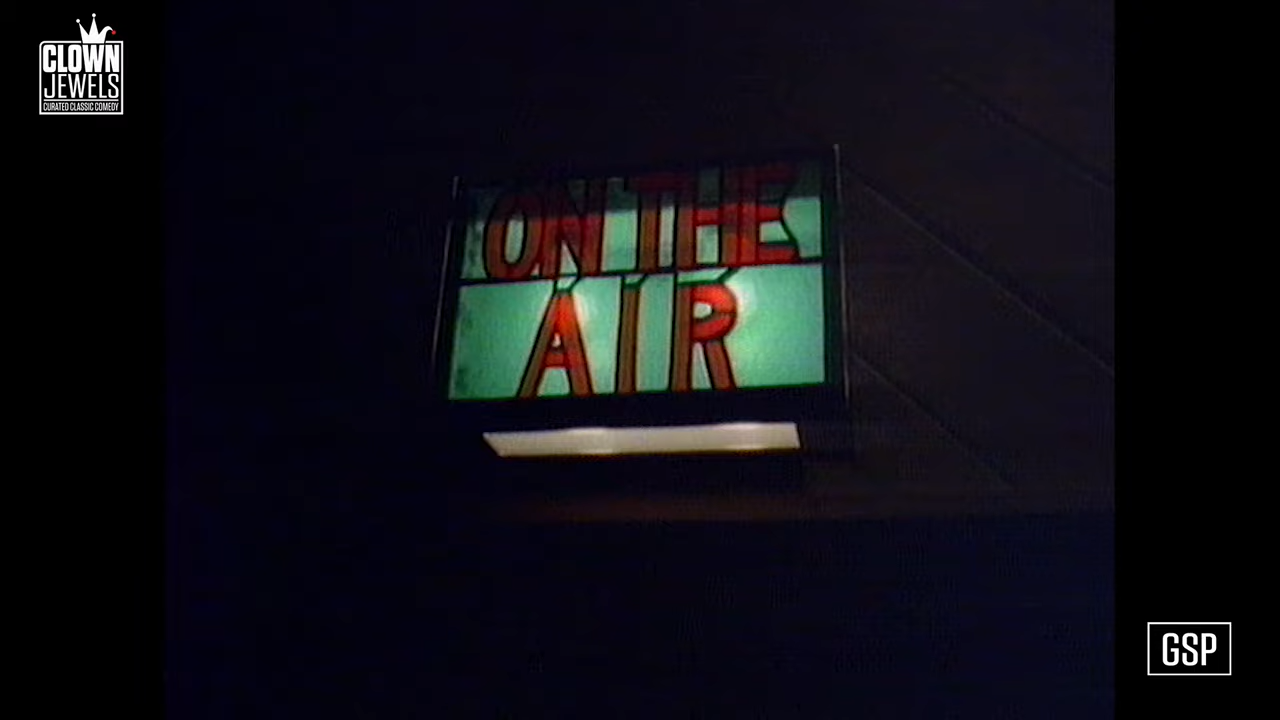 CLOWN
JEWELS
CURATED CLASSIC COMEDY
ON THE
AIR
GSP